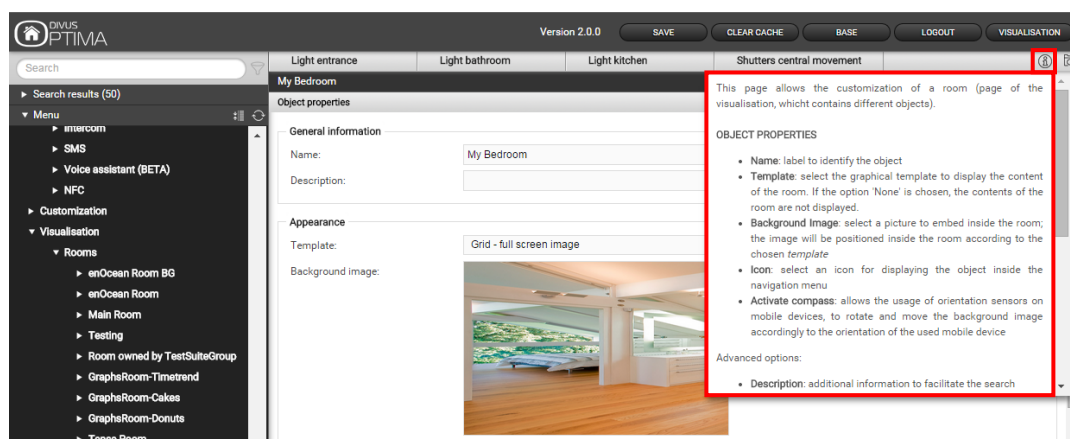 DIVUS
OPTIMA
Version 2.0.0
SAVE
CLEAR CACHE
BASE
LOGOUT
VISUALISATION
Search
Search results (50)
Menu
Intercom
SMS
Voice assistant (BETA)
NFC
Customization
Visualisation
Rooms
enOcean Room BG
enOcean Room
Main Room
Testing
Room owned by TestSuiteGroup
GraphsRoom-Timetrend
GraphsRoom-Cakes
GraphsRoom-Donuts
Light entrance
Light bathroom
Light kitchen
Shutters central movement
My Bedroom
Object properties
General information
Name:
My Bedroom
Description:
Appearance
Template:
Grid - full screen image
Background image:
This page allows the customization of a room (page of the
visualisation, whicht contains different objects).
OBJECT PROPERTIES
• Name: label to identify the object
• Template: select the graphical template to display the content
of the room. If the option 'None' is chosen, the contents of the
room are not displayed.
• Background Image: select a picture to embed inside the room;
the image will be positioned inside the room according to the
chosen template
• Icon: select an icon for displaying the object inside the
navigation menu
• Activate compass: allows the usage of orientation sensors on
mobile devices, to rotate and move the background image
accordingly to the orientation of the used mobile device
Advanced options:
• Description: additional information to facilitate the search